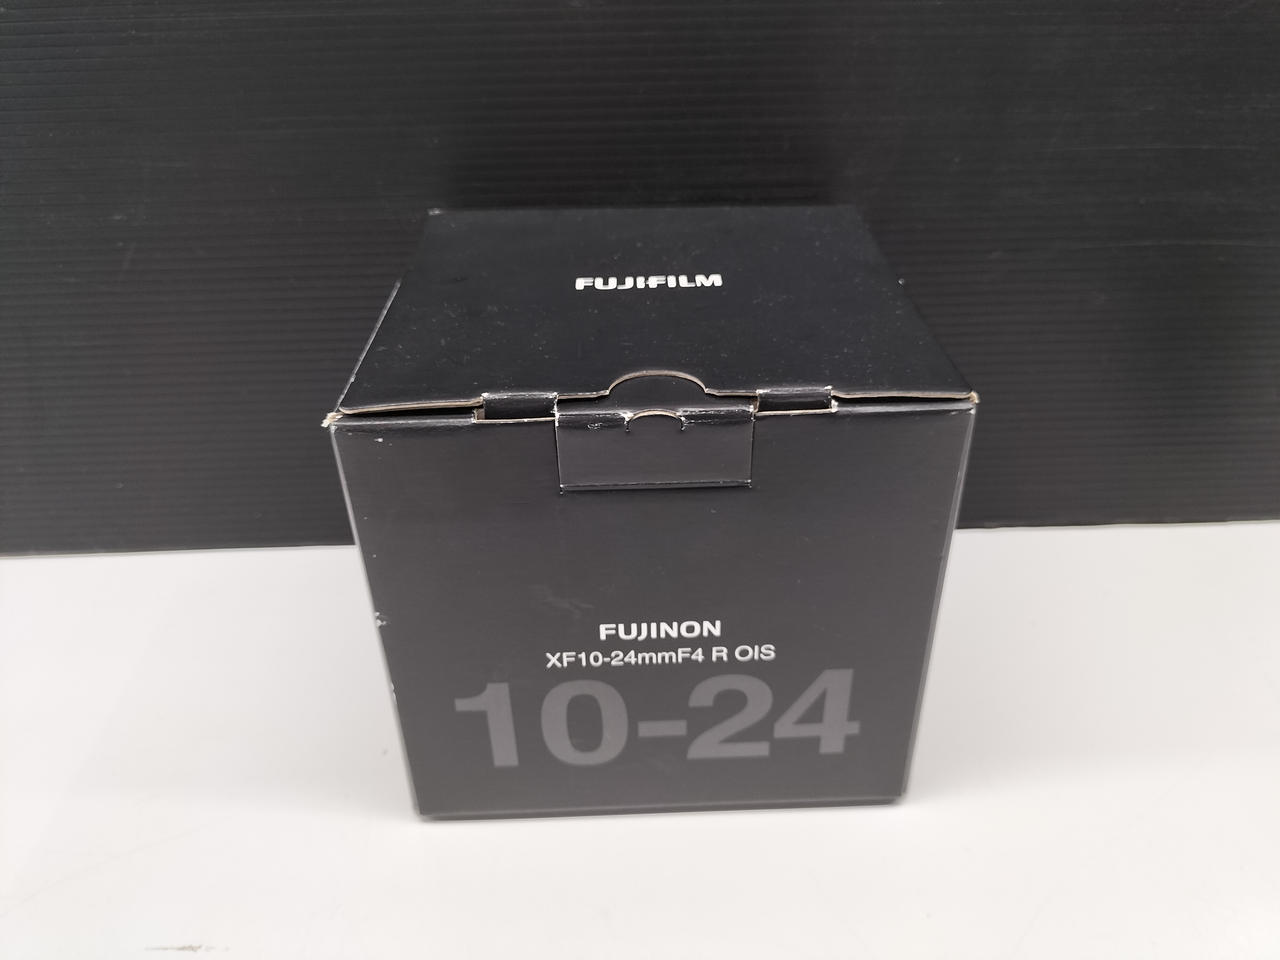 FUJIFILM
FUJINON
XF10-24mmF4 R OIS
10-24